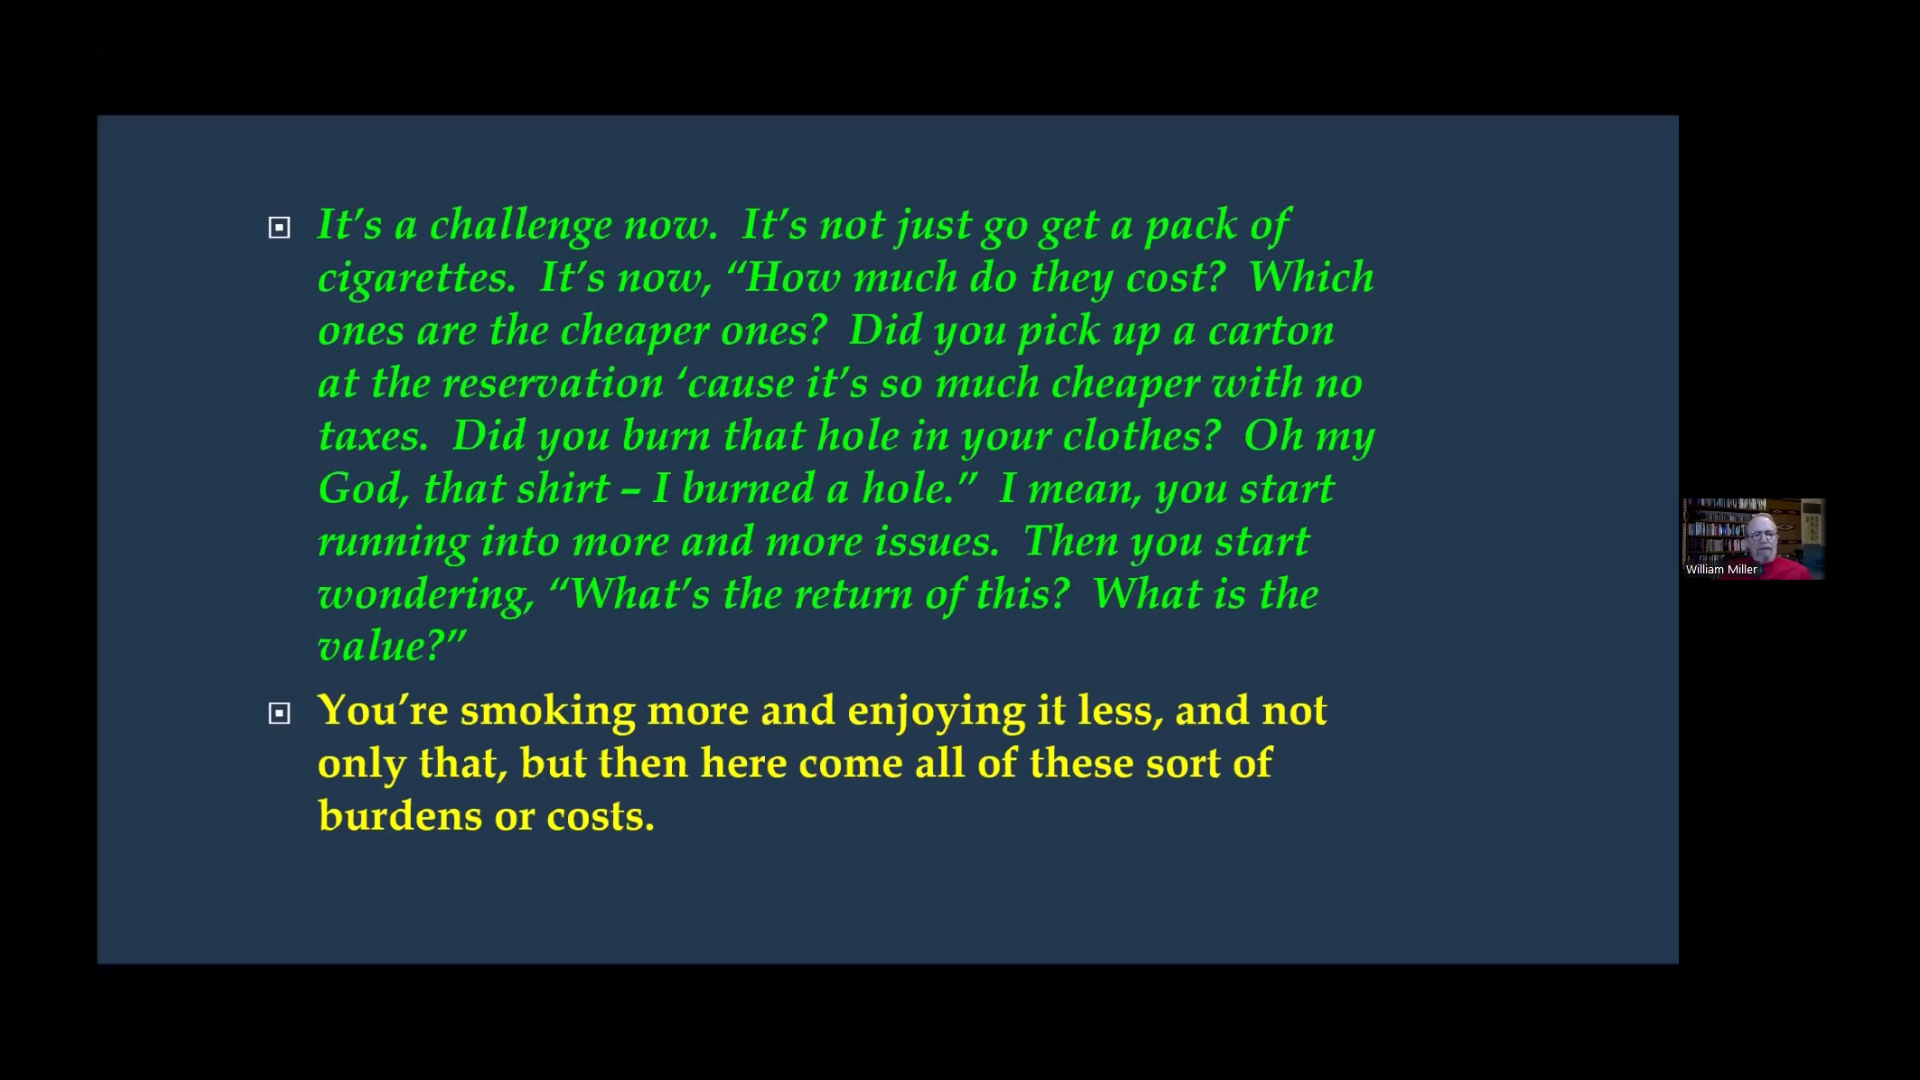 It’s a challenge now.  It’s not just go get a pack of
cigarettes.  It’s now, “How much do they cost?  Which
ones are the cheaper ones?  Did you pick up a carton
at the reservation ‘cause it’s so much cheaper with no
taxes.  Did you burn that hole in your clothes?  Oh my
God, that shirt – I burned a hole.”  I mean, you start
running into more and more issues.  Then you start
wondering, “What’s the return of this?  What is the
value?”
You’re smoking more and enjoying it less, and not
only that, but then here come all of these sort of
burdens or costs.
William Miller